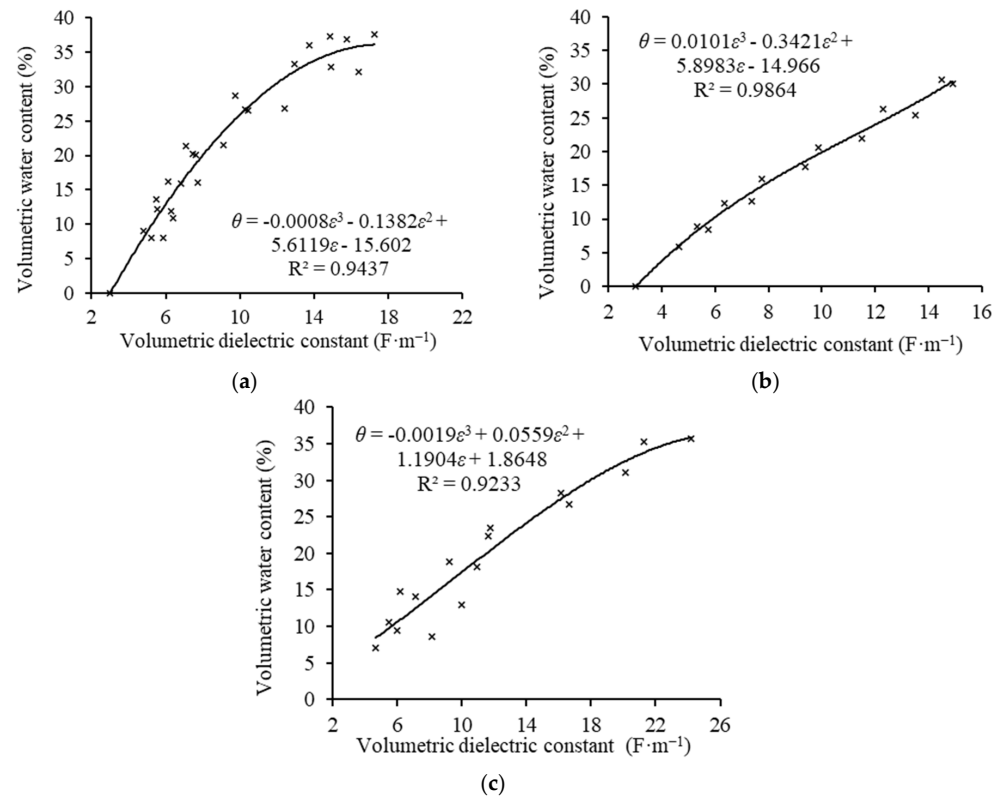 40
35
30
25
20
15
10
5
0
Volumetric water content (%)
θ = -0.0008ε³ - 0.1382ε² +
5.6119ε - 15.602
R² = 0.9437
2 6 10 14 18 22
Volumetric dielectric constant (F·m⁻¹)
(a)
40
35
30
25
20
15
10
5
0
Volumetric water content (%)
θ = 0.0101ε³ - 0.3421ε² +
5.8983ε - 14.966
R² = 0.9864
2 4 6 8 10 12 14 16
Volumetric dielectric constant (F·m⁻¹)
(b)
40
35
30
25
20
15
10
5
0
Volumetric water content (%)
θ = -0.0019ε³ + 0.0559ε² +
1.1904ε + 1.8648
R² = 0.9233
2 6 10 14 18 22 26
Volumetric dielectric constant (F·m⁻¹)
(c)